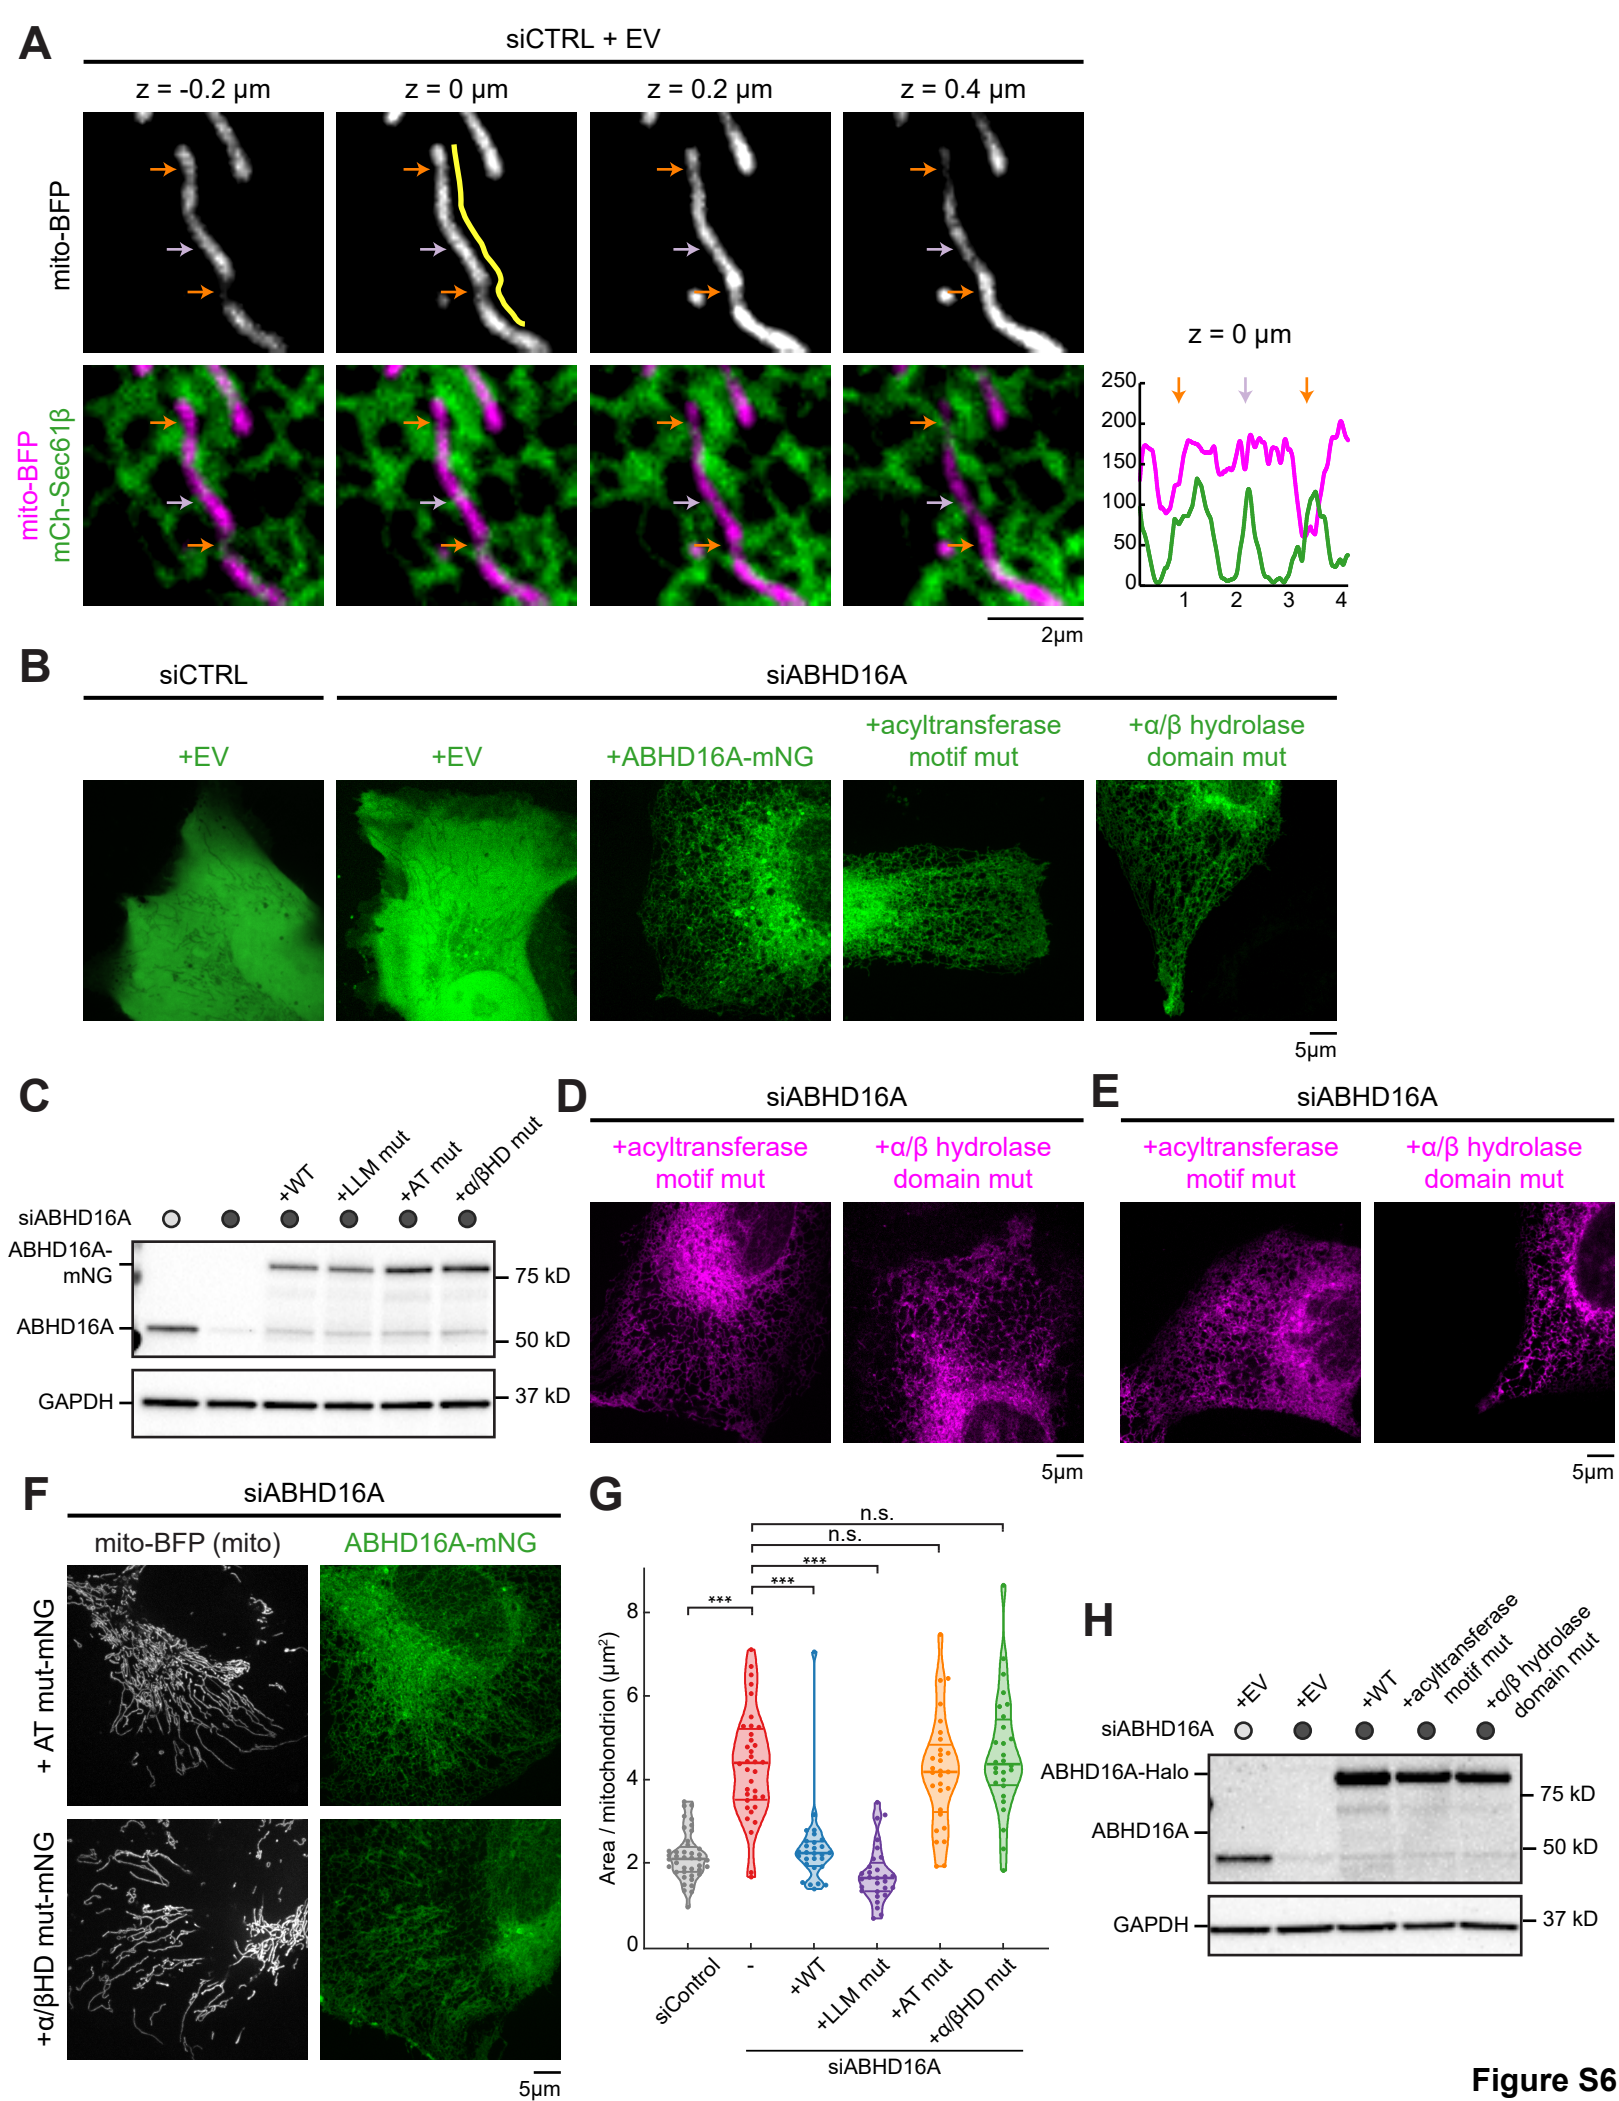 A
siCTRL + EV
z = -0.2 µm
z = 0 µm
z = 0.2 µm
z = 0.4 µm
mito-BFP
mito-BFP
mCh-Sec61β
z = 0 µm
250
200
150
100
50
0
1
2
3
4
2µm
B
siCTRL
siABHD16A
+EV
+EV
+ABHD16A-mNG
+acyltransferase
motif mut
+α/β hydrolase
domain mut
5µm
C
+WT
+LLM mut
+AT mut
+α/βHD mut
siABHD16A
ABHD16A-
mNG
ABHD16A
75 kD
50 kD
GAPDH
37 kD
D
siABHD16A
+acyltransferase
motif mut
+α/β hydrolase
domain mut
5µm
E
siABHD16A
+acyltransferase
motif mut
+α/β hydrolase
domain mut
5µm
F
siABHD16A
mito-BFP (mito)
ABHD16A-mNG
+ AT mut-mNG
+α/βHD mut-mNG
5µm
G
n.s.
n.s.
***
***
***
Area / mitochondrion (µm²)
8
6
4
2
0
siControl
-
+WT
+LLM mut
+AT mut
+α/βHD mut
siABHD16A
H
+EV
+EV
+WT
+acyltransferase
motif mut
+α/β hydrolase
domain mut
siABHD16A
ABHD16A-Halo
ABHD16A
75 kD
50 kD
GAPDH
37 kD
Figure S6